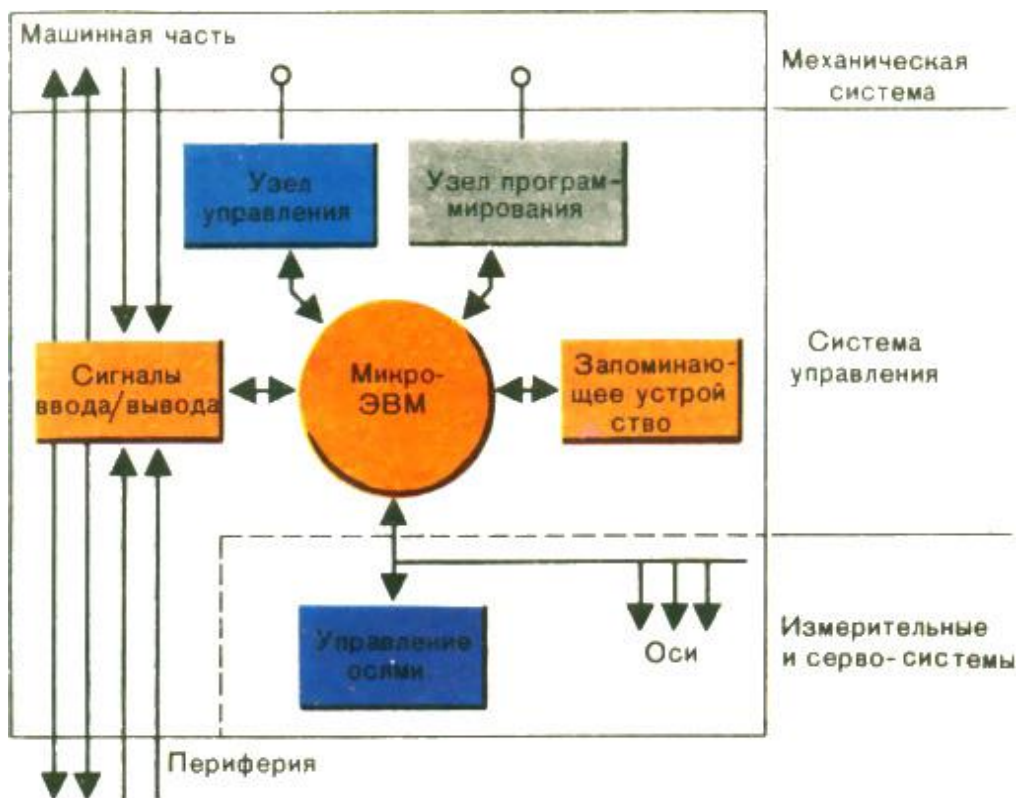 Машинная часть
Механическая
система
Узел
управления
Узел програм-
мирования
Сигналы
ввода/вывода
Микро-
ЭВМ
Запоминаю-
щее устрой
ство
Система
управления
Управление
осями
Оси
Измерительные
и серво-системы
Периферия